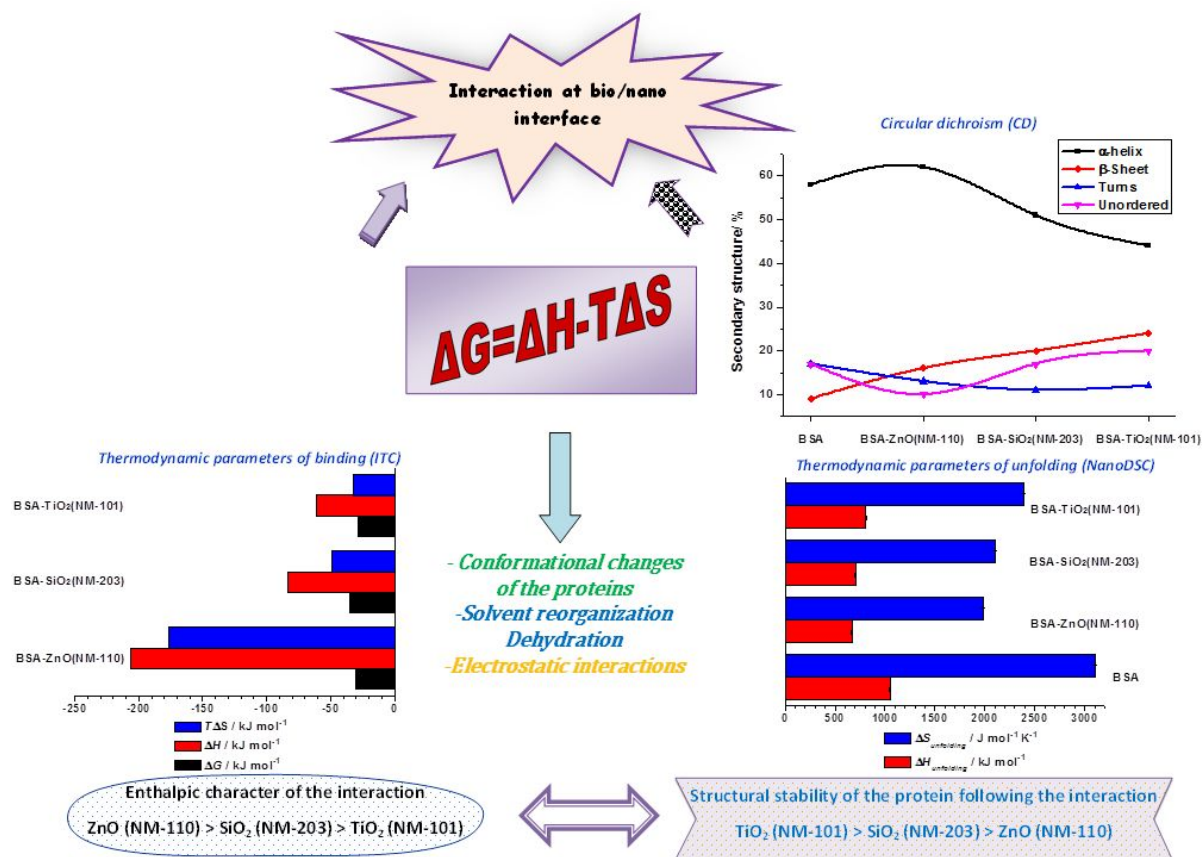 Interaction at bio/nano
interface
Circular dichroism (CD)
α-helix
β-Sheet
Turns
Unordered
Secondary structure/ %
60
50
40
30
20
10
BSA
BSA-ZnO(NM-110)
BSA-SiO₂(NM-203)
BSA-TiO₂(NM-101)
ΔG=ΔH-TΔS
Thermodynamic parameters of binding (ITC)
BSA-TiO₂(NM-101)
BSA-SiO₂(NM-203)
BSA-ZnO(NM-110)
-250 -200 -150 -100 -50 0
TΔS / kJ mol⁻¹
ΔH / kJ mol⁻¹
ΔG / kJ mol⁻¹
- Conformational changes
of the proteins
-Solvent reorganization
Dehydration
-Electrostatic interactions
Thermodynamic parameters of unfolding (NanoDSC)
BSA-TiO₂(NM-101)
BSA-SiO₂(NM-203)
BSA-ZnO(NM-110)
BSA
0 500 1000 1500 2000 2500 3000
ΔS unfolding / J mol⁻¹ K⁻¹
ΔH unfolding / kJ mol⁻¹
Enthalpic character of the interaction
ZnO (NM-110) > SiO₂ (NM-203) > TiO₂ (NM-101)
Structural stability of the protein following the interaction
TiO₂ (NM-101) > SiO₂ (NM-203) > ZnO (NM-110)